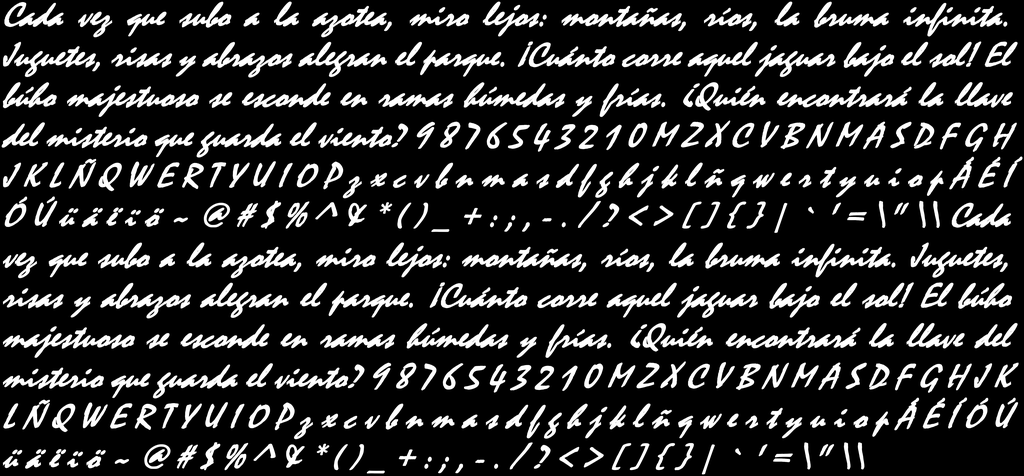 Cada vez que subo a la azotea, miro lejos: montañas, ríos, la bruma infinita.
Juguetes, risas y abrazos alegran el parque. ¡Cuánto corre aquel jaguar bajo el sol! El
búho majestuoso se esconde en ramas húmedas y frías. ¿Quién encontrará la llave
del misterio que guarda el viento? 9 8 7 6 5 4 3 2 1 0 M Z X C V B N M A S D F G H
J K L Ñ Q W E R T Y U I O P z x c v b n m a s d f g h j k l ñ q w e r t y u i o p Á É Í
Ó Ú ü ä ë ï ö ~ @ # $ % ^ & * ( ) _ + : ; , - . / ? < > [ ] { } | ` ' = \ " \ \ Cada
vez que subo a la azotea, miro lejos: montañas, ríos, la bruma infinita. Juguetes,
risas y abrazos alegran el parque. ¡Cuánto corre aquel jaguar bajo el sol! El búho
majestuoso se esconde en ramas húmedas y frías. ¿Quién encontrará la llave del
misterio que guarda el viento? 9 8 7 6 5 4 3 2 1 0 M Z X C V B N M A S D F G H J K
L Ñ Q W E R T Y U I O P z x c v b n m a s d f g h j k l ñ q w e r t y u i o p Á É Í Ó Ú
ü ä ë ï ö ~ @ # $ % ^ & * ( ) _ + : ; , - . / ? < > [ ] { } | ` ' = \ " \ \